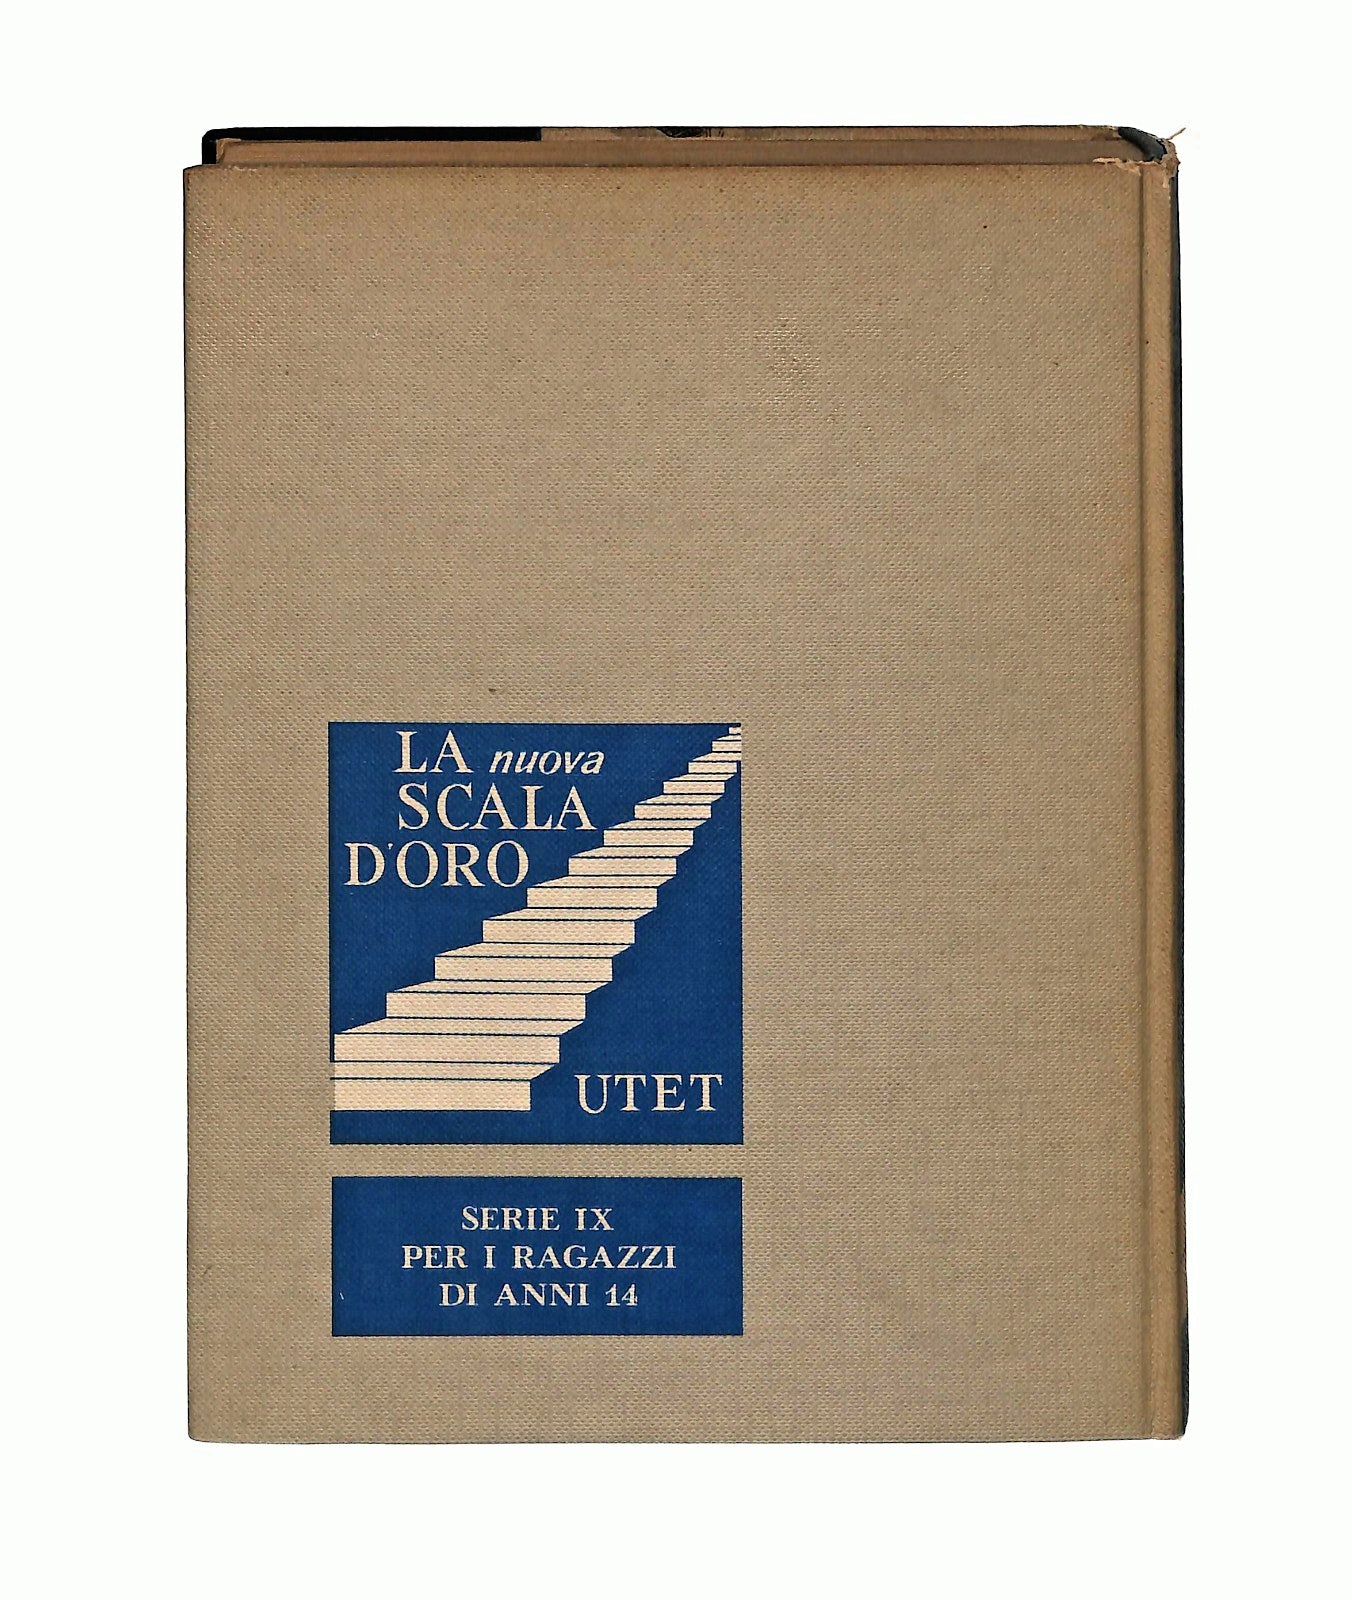 LA nuova
SCALA
D'ORO
UTET
SERIE IX
PER I RAGAZZI
DI ANNI 14